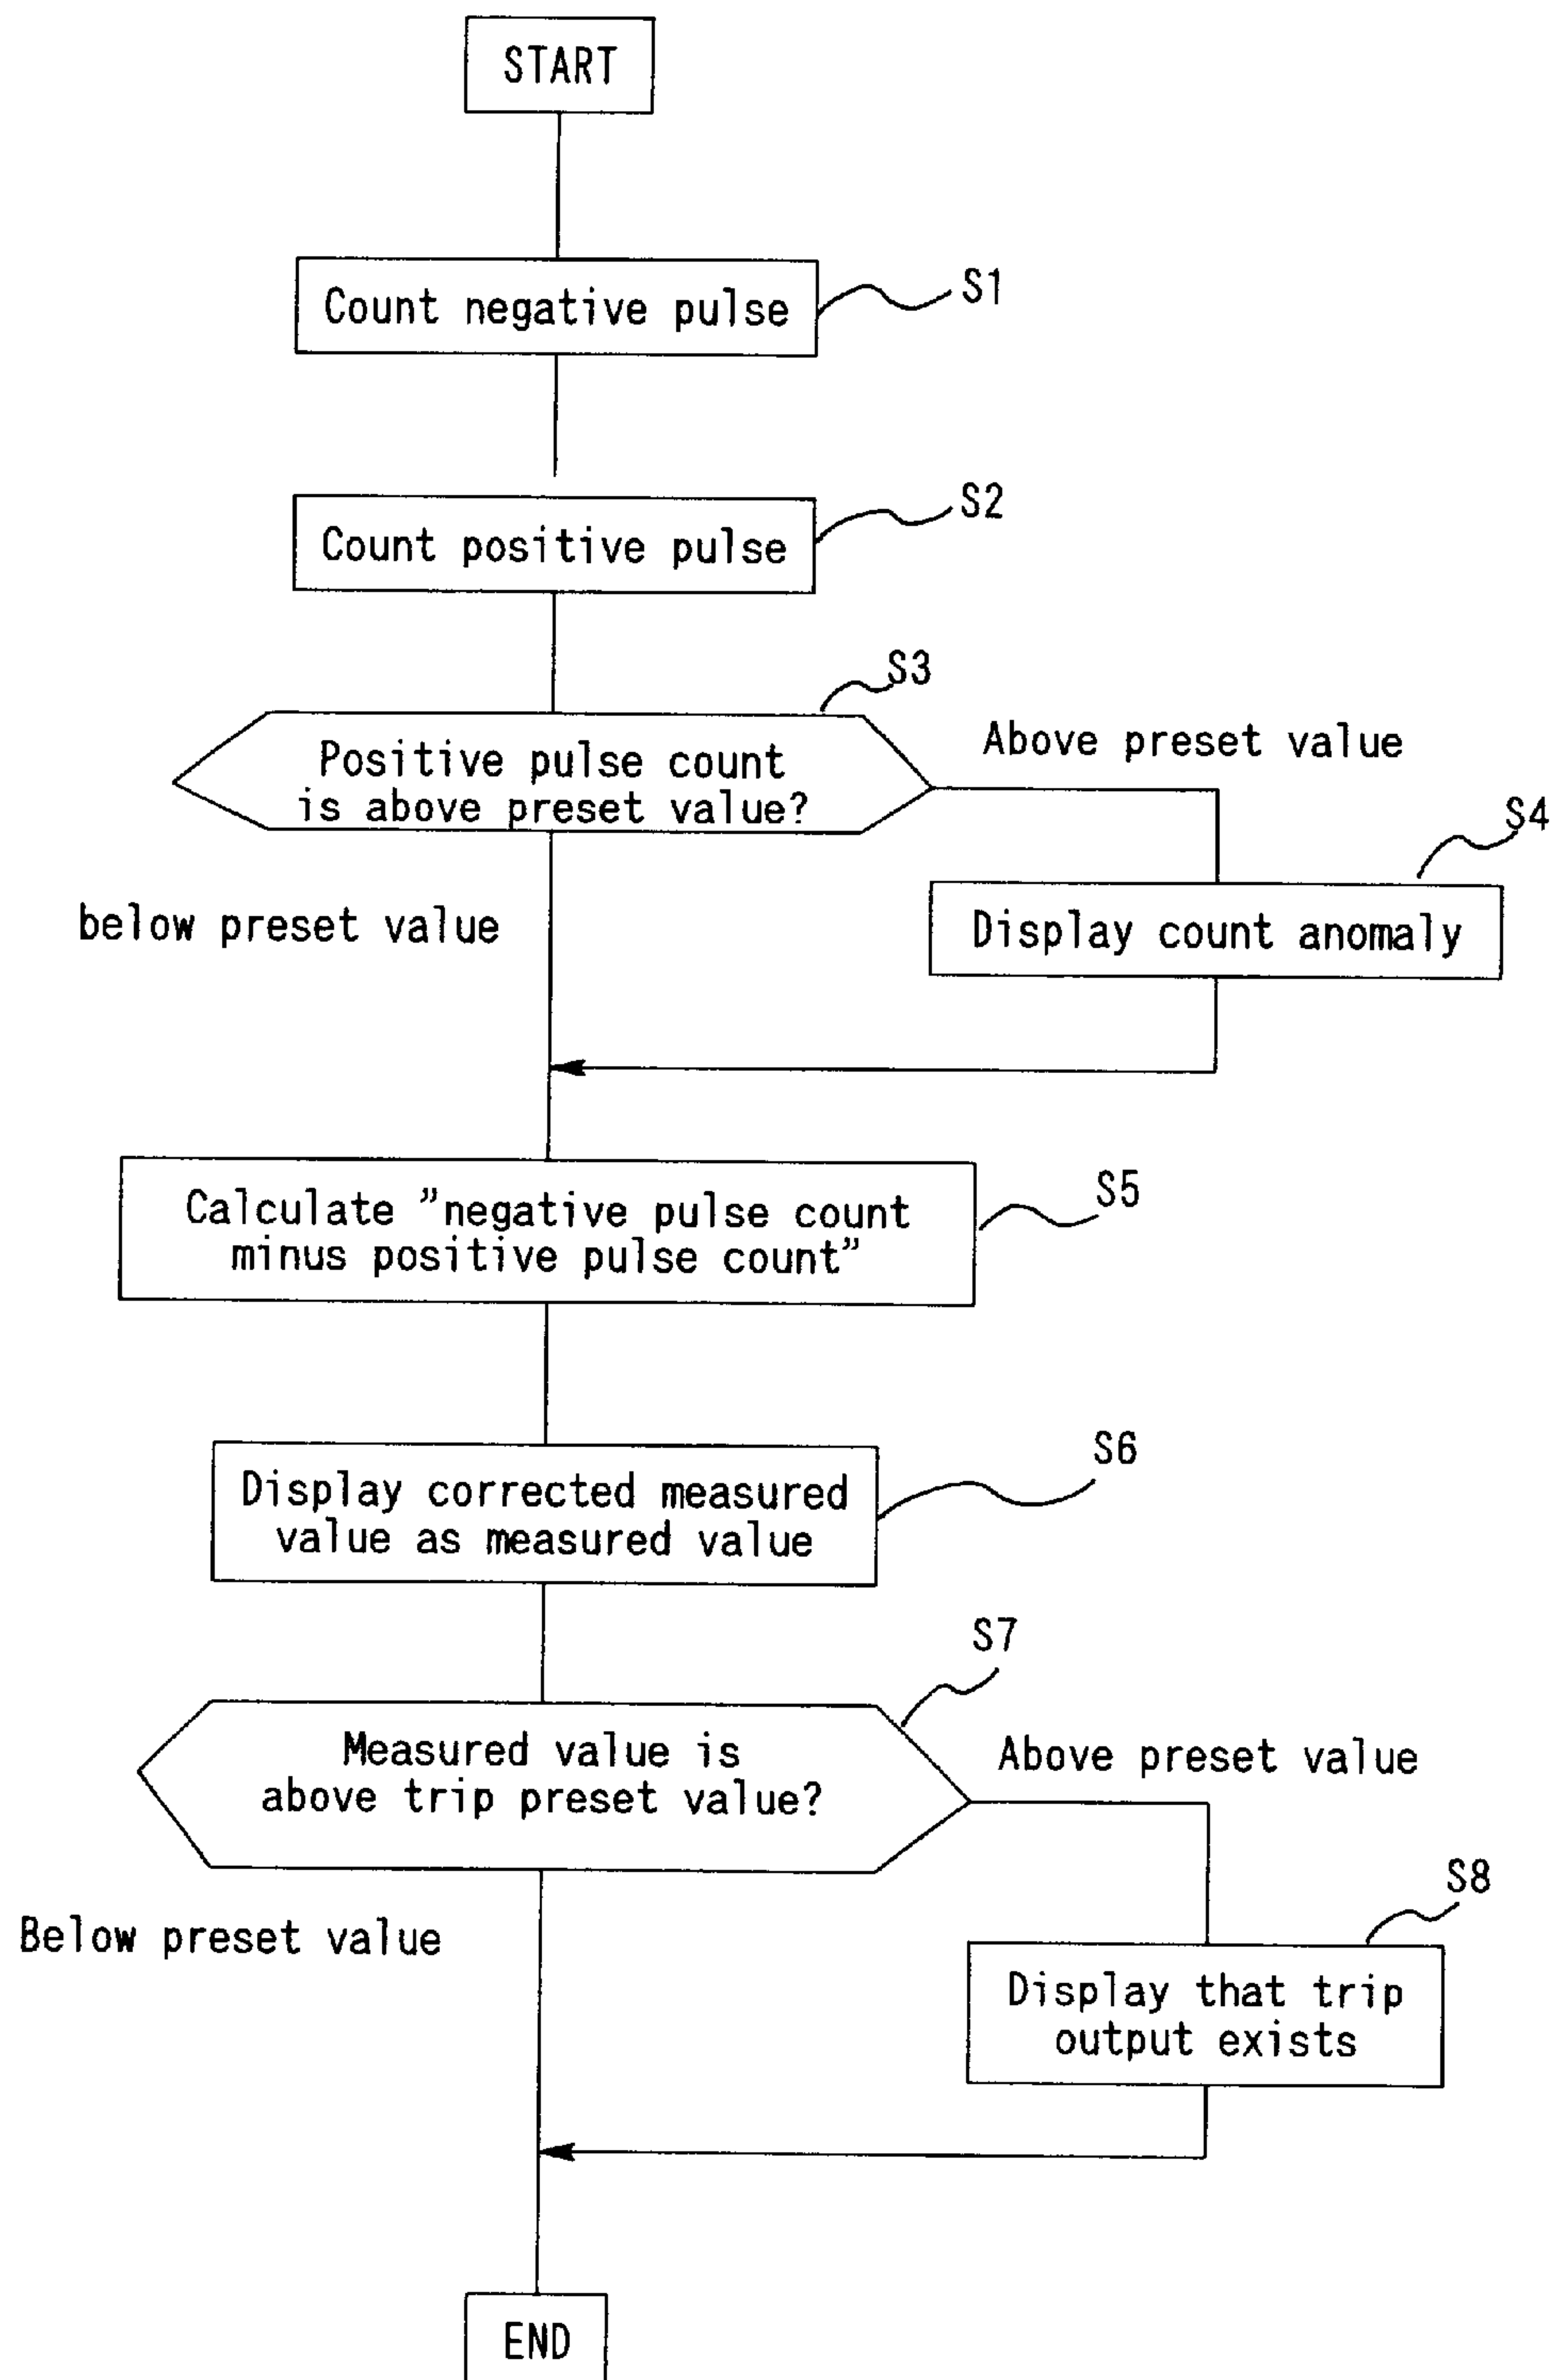 START
Count negative pulse
S1
Count positive pulse
S2
S3
Positive pulse count
is above preset value?
Above preset value
S4
Display count anomaly
below preset value
Calculate ”negative pulse count
minus positive pulse count”
S5
Display corrected measured
value as measured value
S6
S7
Measured value is
above trip preset value?
Above preset value
S8
Display that trip
output exists
Below preset value
END